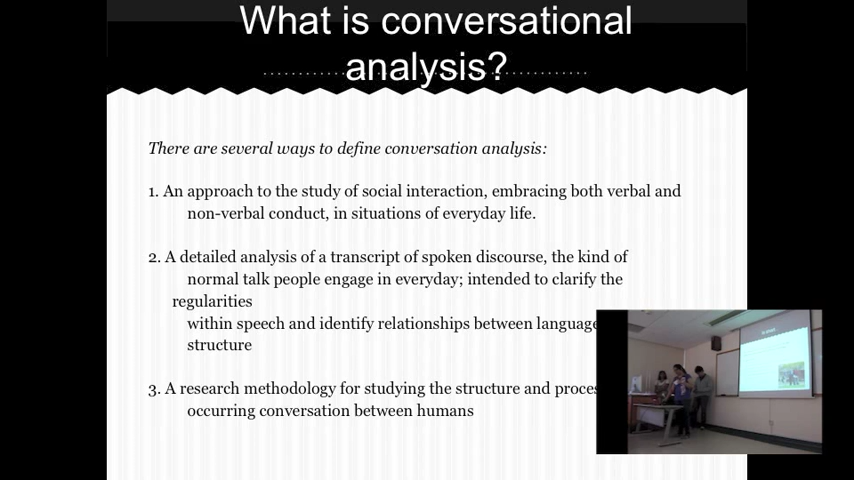 What is conversational
analysis?
There are several ways to define conversation analysis:
1. An approach to the study of social interaction, embracing both verbal and
non-verbal conduct, in situations of everyday life.
2. A detailed analysis of a transcript of spoken discourse, the kind of
normal talk people engage in everyday; intended to clarify the
regularities
within speech and identify relationships between language
structure
3. A research methodology for studying the structure and
occurring conversation between humans